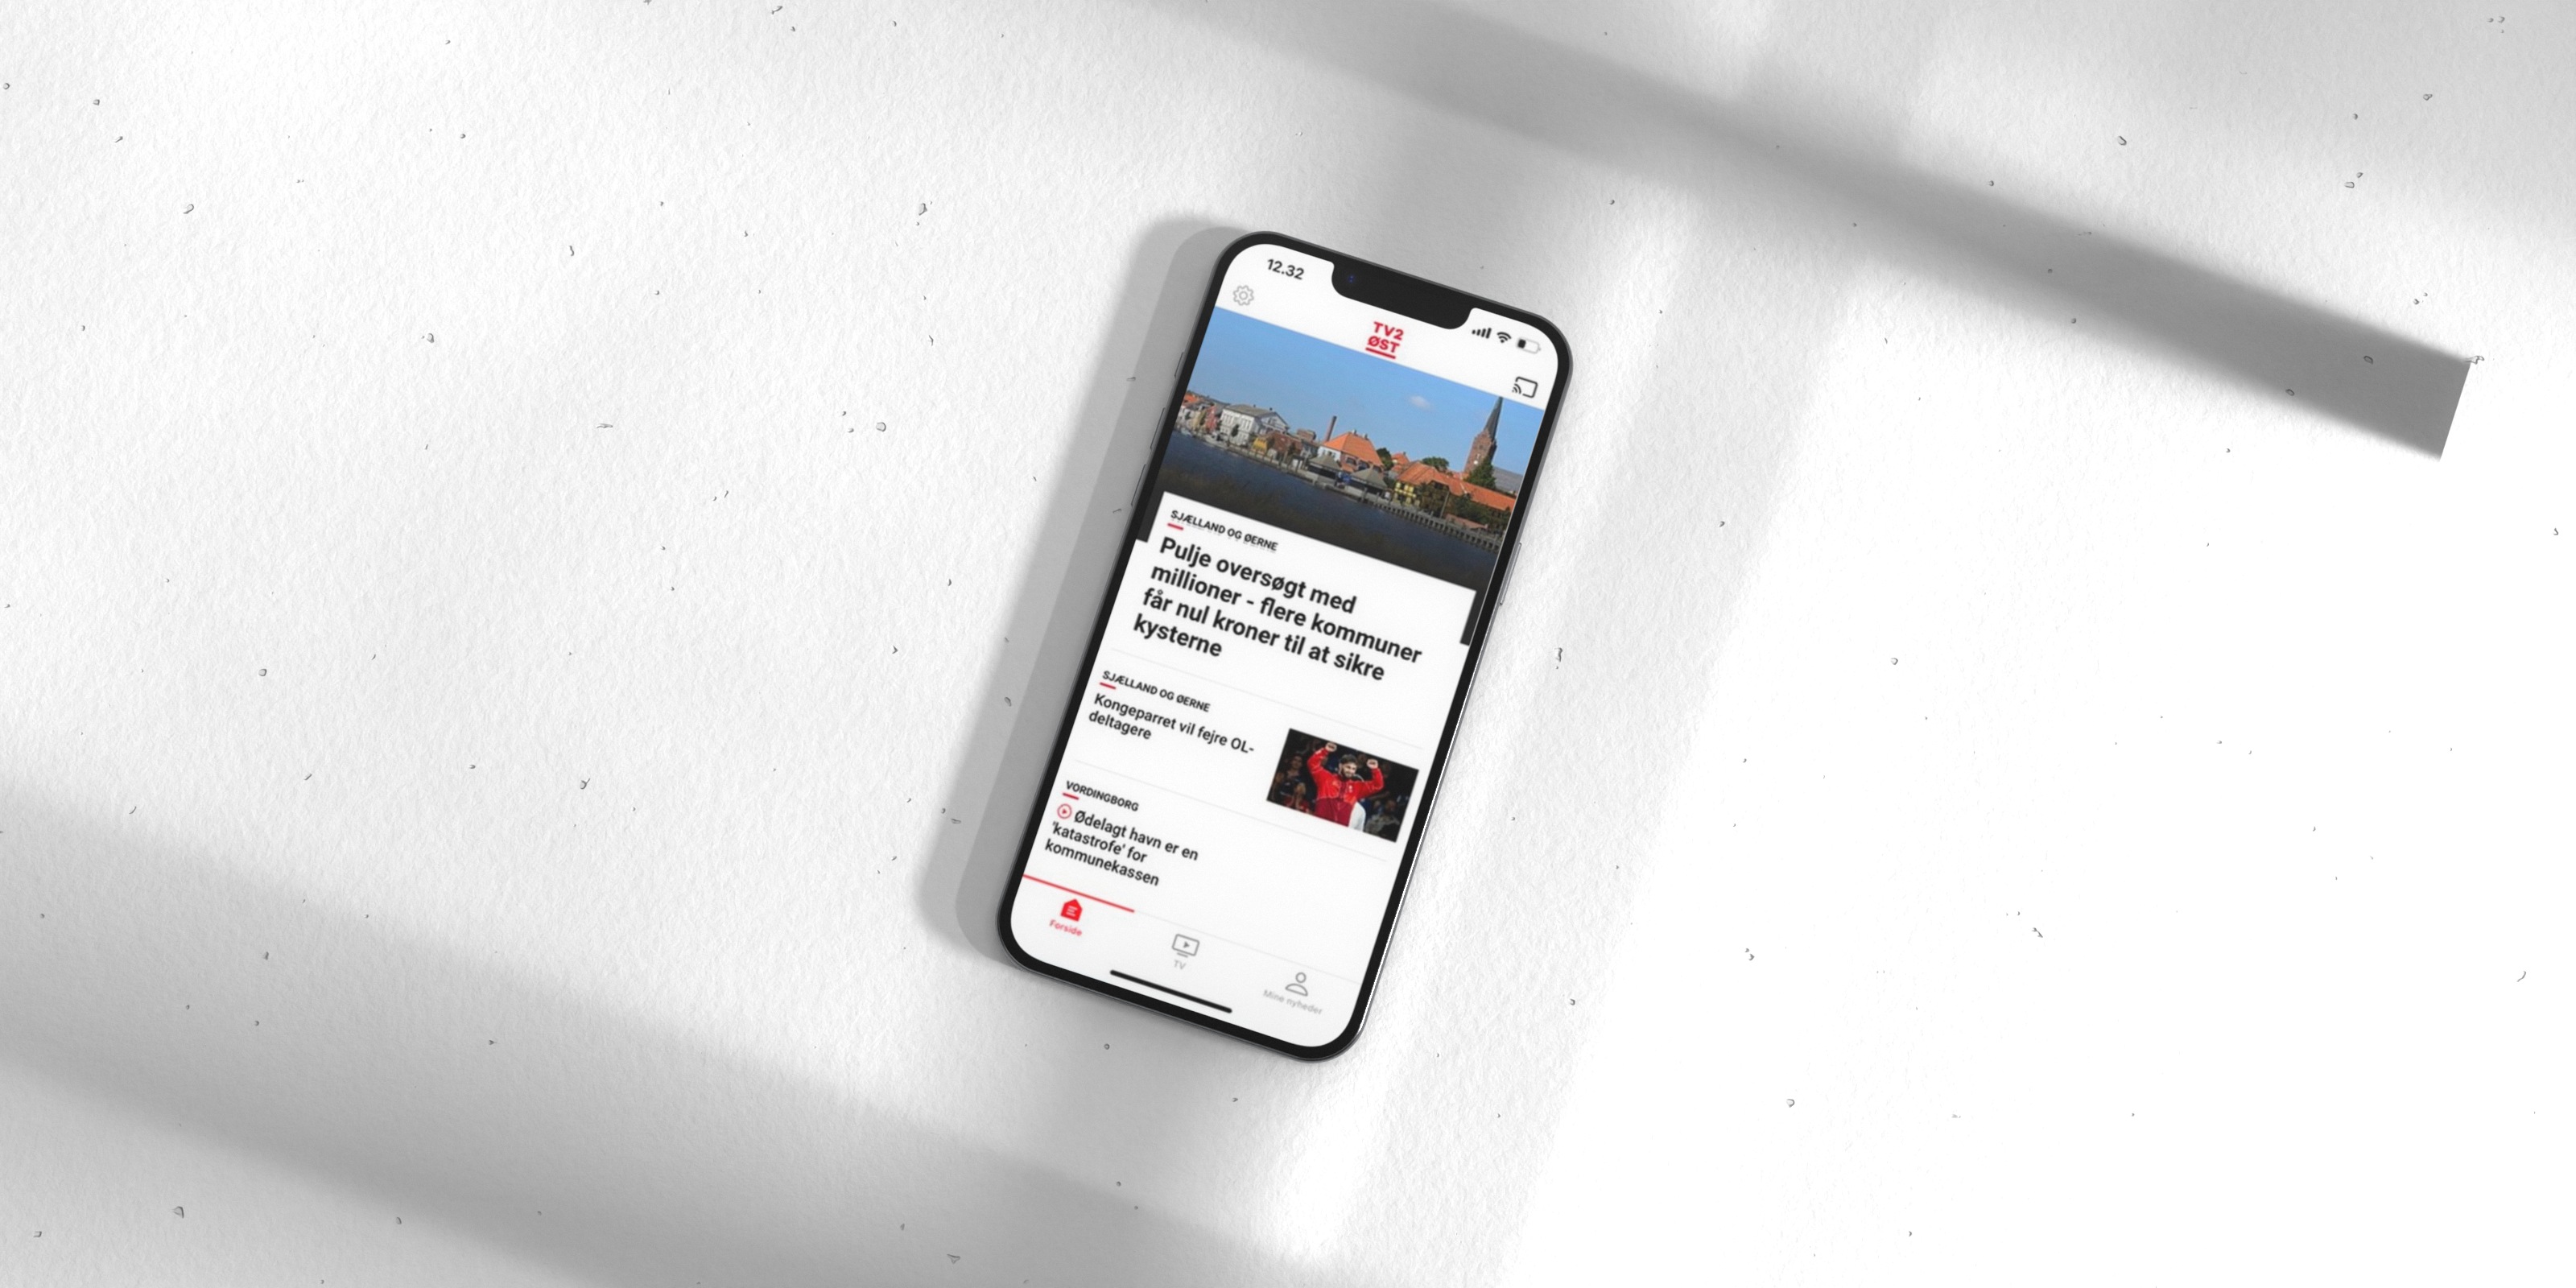 12.32
TV2
ØST
SJÆLLAND OG ØERNE
Pulje oversøgt med
millioner - flere kommuner
får nul kroner til at sikre
kysterne
SJÆLLAND OG ØERNE
Kongeparret vil fejre OL-
deltagere
VORDINGBORG
Ødelagt havn er en
'katastrofe' for
kommunekassen
Forside
TV
Mine nyheder